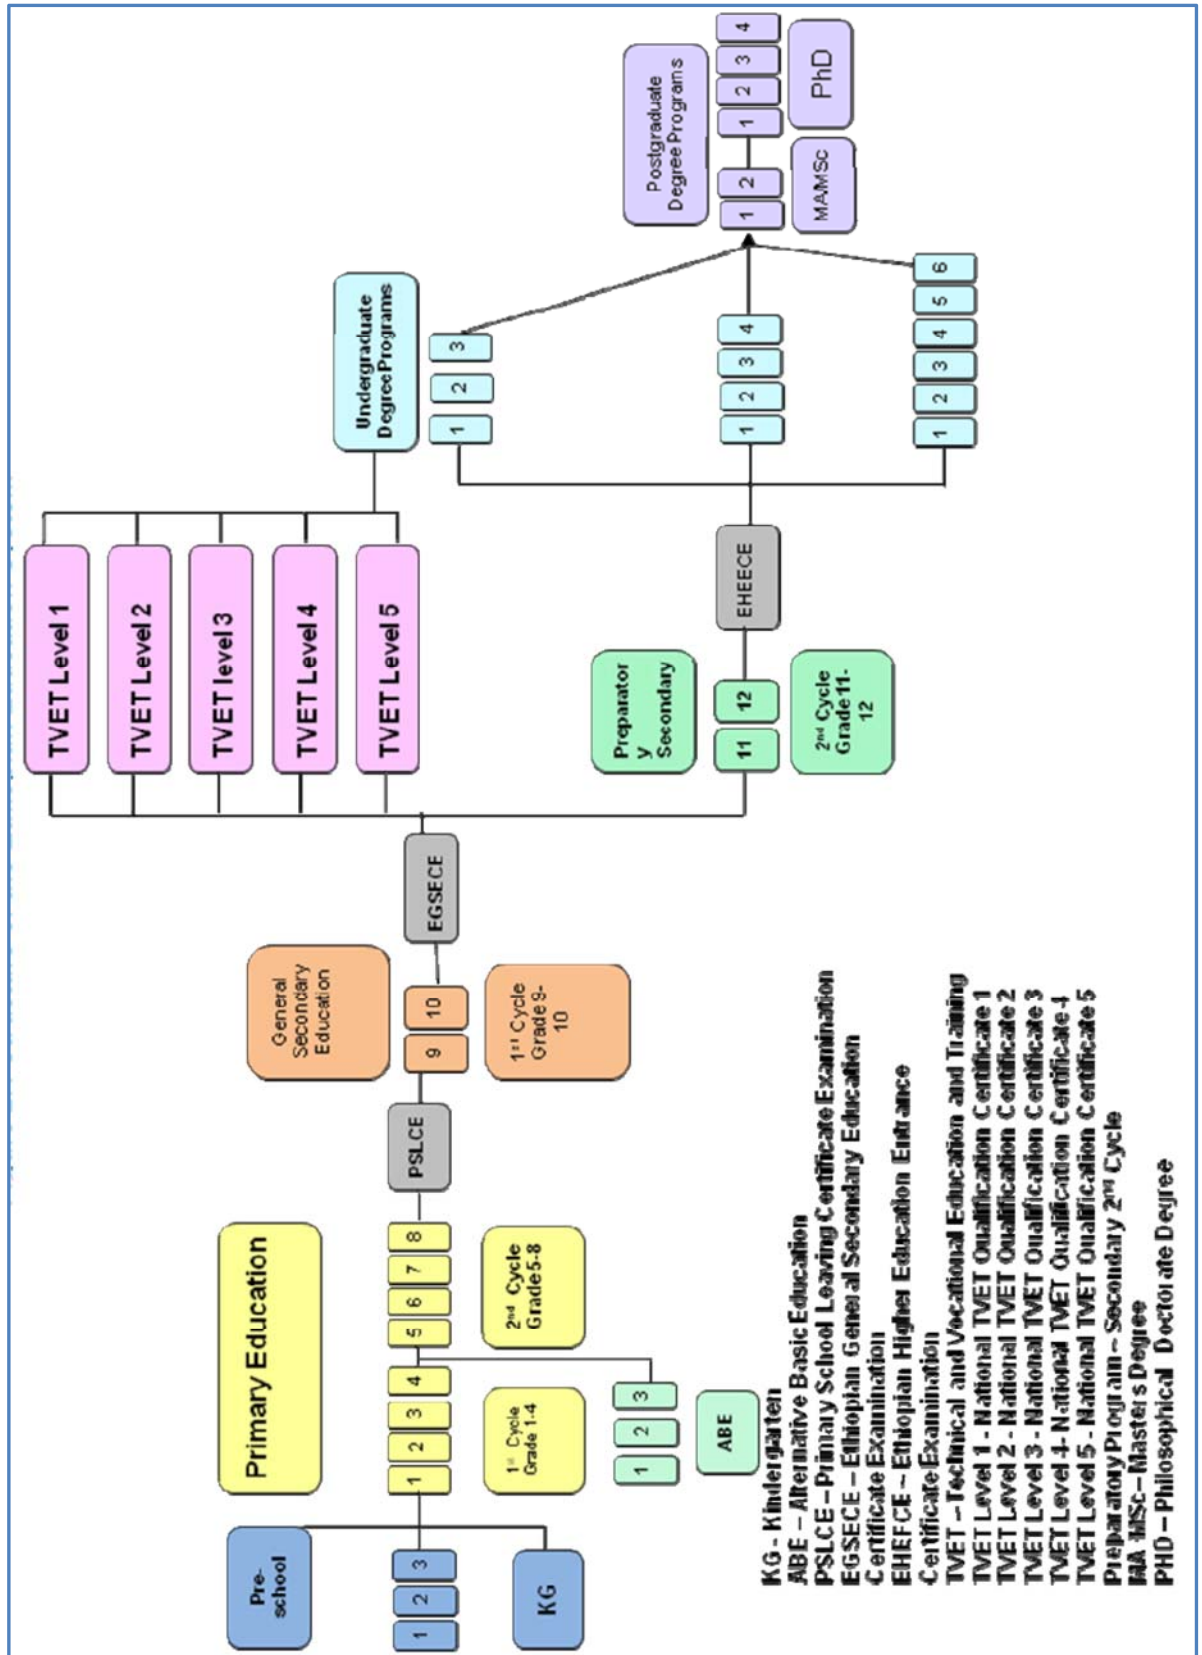 Pre-
school
1
2
3
KG
Primary Education
1
2
3
4
5
6
7
8
1st Cycle
Grade 1-4
2nd Cycle
Grade 5-8
1
2
3
ABE
PSLCE
General
Secondary
Education
9
10
1st Cycle
Grade 9-
10
EGSECE
TVET Level 1
TVET Level 2
TVET level 3
TVET Level 4
TVET Level 5
Preparator
y
Secondary
11
12
2nd Cycle
Grade 11-
12
EHEECE
Undergraduate
Degree Programs
1
2
3
1
2
3
4
1
2
3
4
5
6
Postgraduate
Degree Programs
1
2
1
2
3
4
MA/MSc
PhD
KG - Kindergarten
ABE – Alternative Basic Education
PSLCE – Primary School Leaving Certificate Examination
EGSECE – Ethiopian General Secondary Education
Certificate Examination
EHEFCE – Ethiopian Higher Education Entrance
Certificate Examination
TVET – Technical and Vocational Education and Training
TVET Level 1 - National TVET Qualification Certificate 1
TVET Level 2 - National TVET Qualification Certificate 2
TVET Level 3 - National TVET Qualification Certificate 3
TVET Level 4 - National TVET Qualification Certificate 4
TVET Level 5 - National TVET Qualification Certificate 5
Preparatory Program – Secondary 2nd Cycle
MA /MSc – Masters Degree
PHD – Philosophical Doctorate Degree